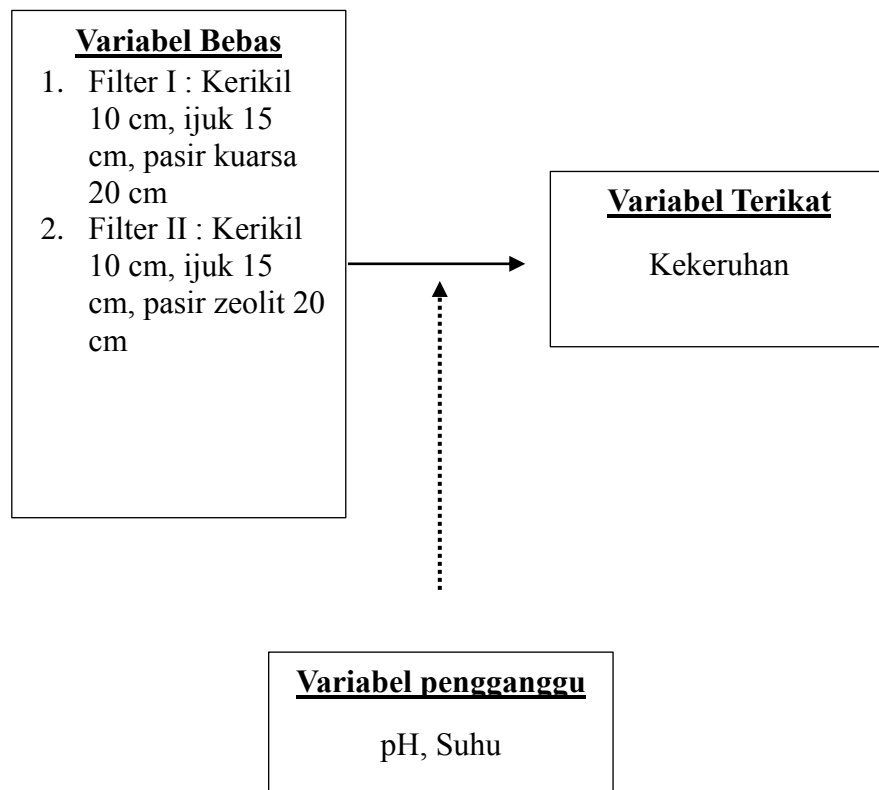 Variabel Bebas
1. Filter I : Kerikil
10 cm, ijuk 15
cm, pasir kuarsa
20 cm
2. Filter II : Kerikil
10 cm, ijuk 15
cm, pasir zeolit 20
cm
Variabel Terikat
Kekeruhan
Variabel pengganggu
pH, Suhu